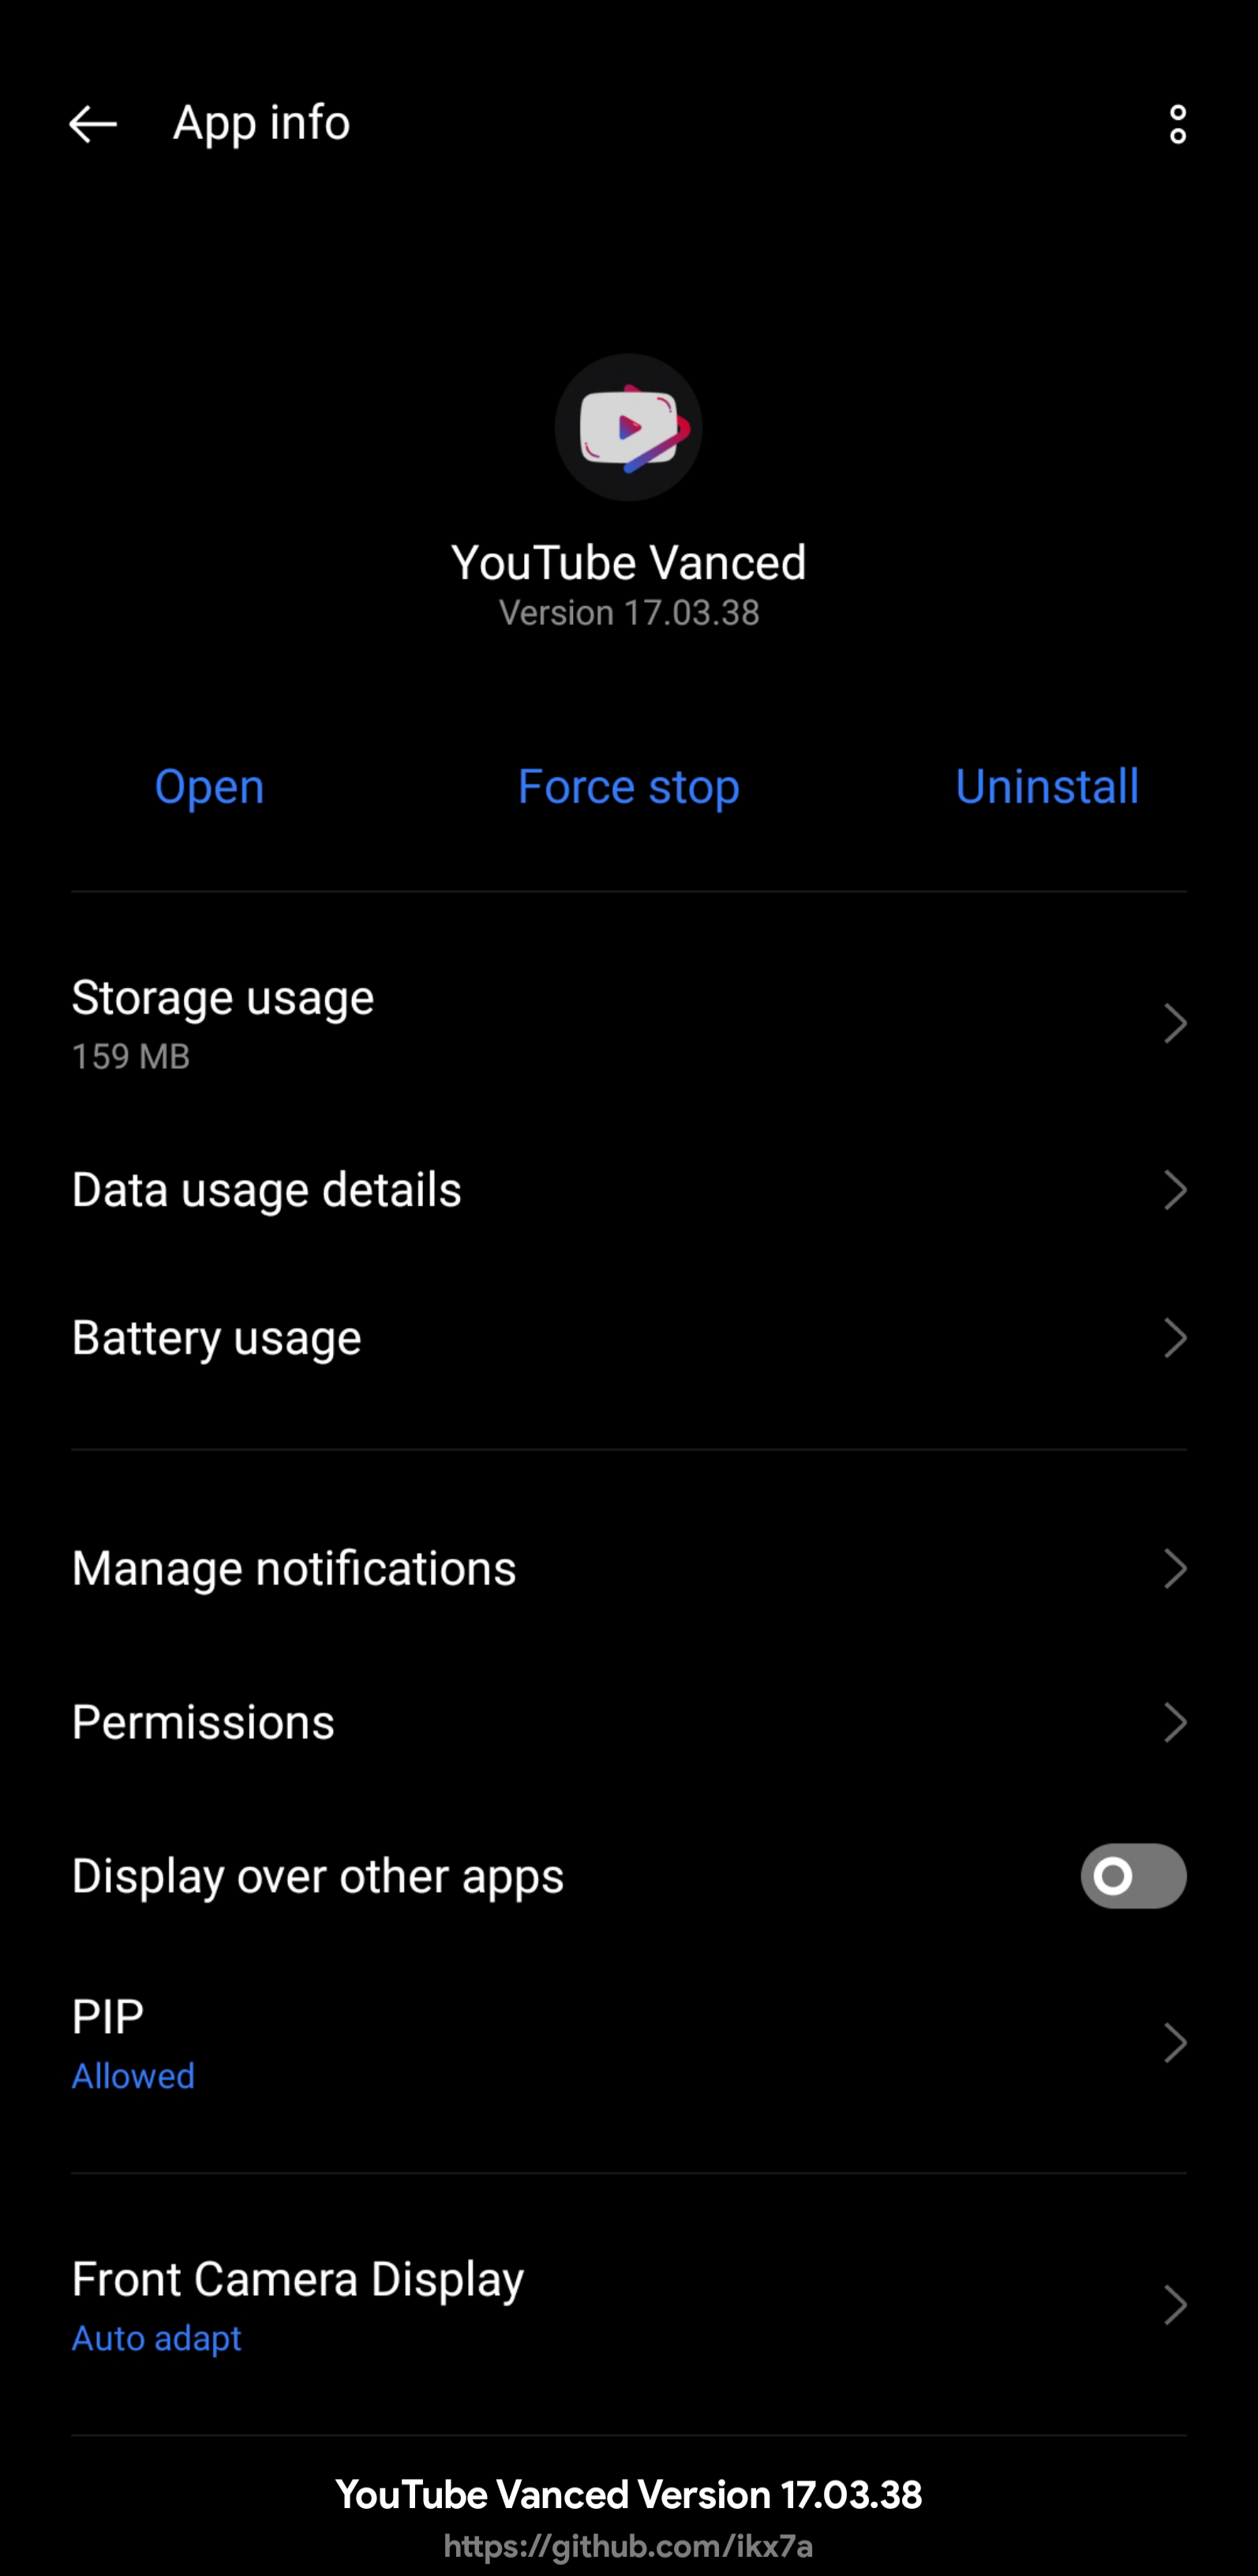 App info
YouTube Vanced
Version 17.03.38
Open Force stop Uninstall
Storage usage
159 MB
Data usage details
Battery usage
Manage notifications
Permissions
Display over other apps
PIP
Allowed
Front Camera Display
Auto adapt
YouTube Vanced Version 17.03.38
https://github.com/ikx7a